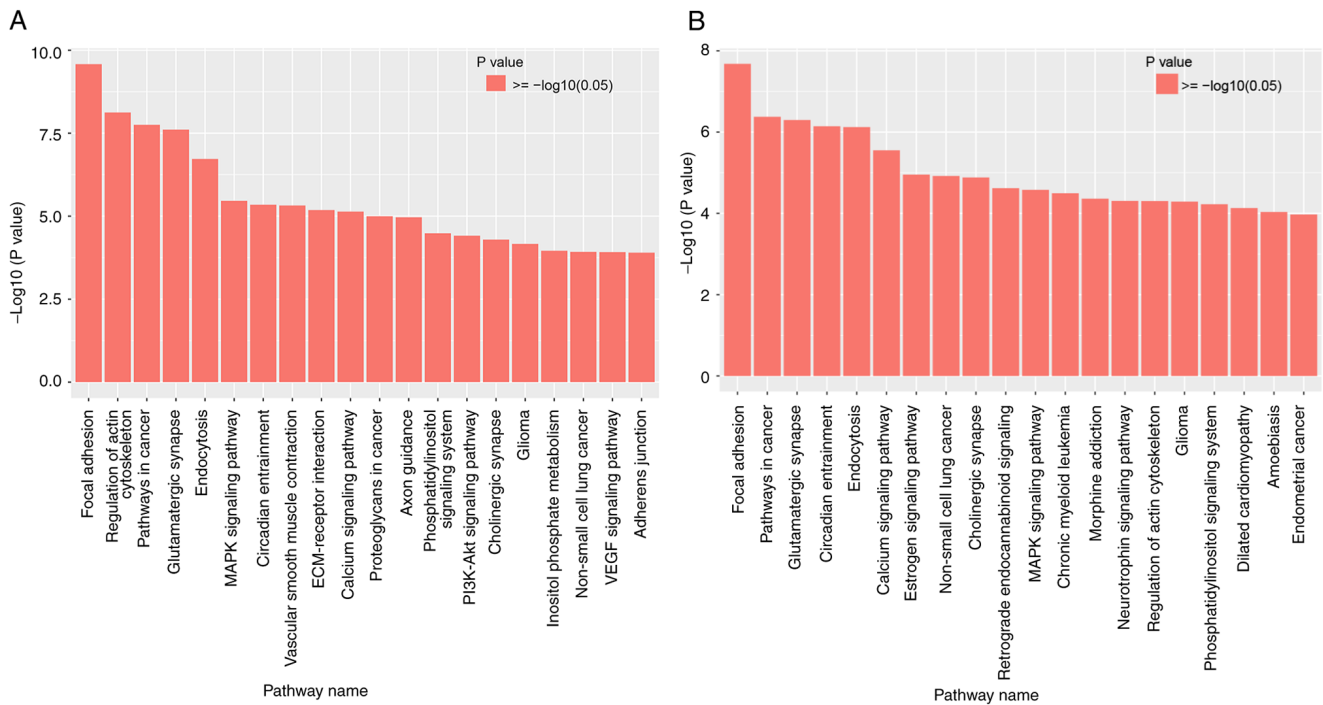 A
−Log10 (P value)
10.0
7.5
5.0
2.5
0.0
P value
>= −log10(0.05)
Focal adhesion
Regulation of actin
cytoskeleton
Pathways in cancer
Glutamatergic synapse
Endocytosis
MAPK signaling pathway
Circadian entrainment
Vascular smooth muscle contraction
ECM-receptor interaction
Calcium signaling pathway
Proteoglycans in cancer
Axon guidance
Phosphatidylinositol
signaling system
PI3K-Akt signaling pathway
Cholinergic synapse
Glioma
Inositol phosphate metabolism
Non-small cell lung cancer
VEGF signaling pathway
Adherens junction
Pathway name
B
−Log10 (P value)
8
6
4
2
0
P value
>= −log10(0.05)
Focal adhesion
Pathways in cancer
Glutamatergic synapse
Circadian entrainment
Endocytosis
Calcium signaling pathway
Estrogen signaling pathway
Non-small cell lung cancer
Cholinergic synapse
Retrograde endocannabinoid signaling
MAPK signaling pathway
Chronic myeloid leukemia
Morphine addiction
Neurotrophin signaling pathway
Regulation of actin cytoskeleton
Glioma
Phosphatidylinositol signaling system
Dilated cardiomyopathy
Amoebiasis
Endometrial cancer
Pathway name